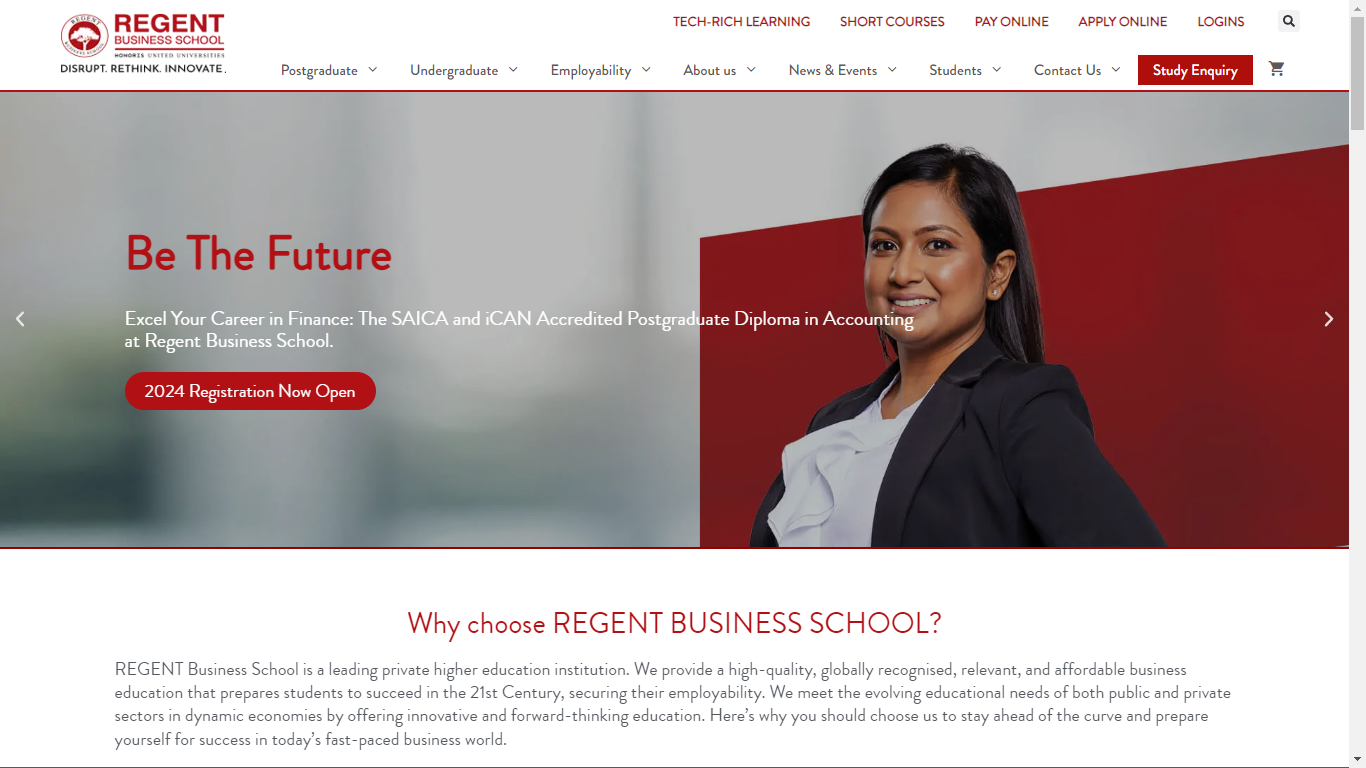 REGENT
BUSINESS SCHOOL
HONORIS UNITED UNIVERSITIES
DISRUPT. RETHINK. INNOVATE.
REGENT
BUSINESS SCHOOL
TECH-RICH LEARNING
SHORT COURSES
PAY ONLINE
APPLY ONLINE
LOGINS
Postgraduate
Undergraduate
Employability
About us
News & Events
Students
Contact Us
Study Enquiry
Be The Future
Excel Your Career in Finance: The SAICA and iCAN Accredited Postgraduate Diploma in Accounting
at Regent Business School.
2024 Registration Now Open
Why choose REGENT BUSINESS SCHOOL?
REGENT Business School is a leading private higher education institution. We provide a high-quality, globally recognised, relevant, and affordable business
education that prepares students to succeed in the 21st Century, securing their employability. We meet the evolving educational needs of both public and private
sectors in dynamic economies by offering innovative and forward-thinking education. Here’s why you should choose us to stay ahead of the curve and prepare
yourself for success in today’s fast-paced business world.